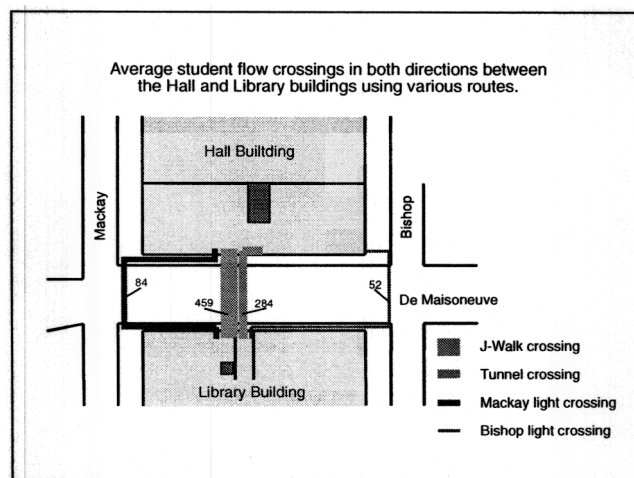 Average student flow crossings in both directions between
the Hall and Library buildings using various routes.
Hall Builtding
Mackay
Bishop
84
459
284
52
De Maisoneuve
Library Building
J-Walk crossing
Tunnel crossing
Mackay light crossing
Bishop light crossing